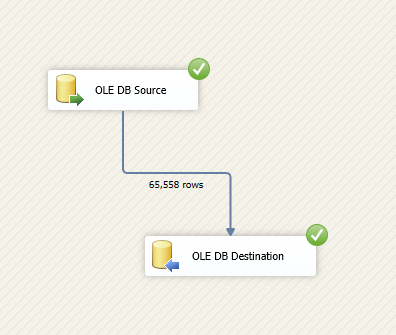 OLE DB Source
65,558 rows
OLE DB Destination